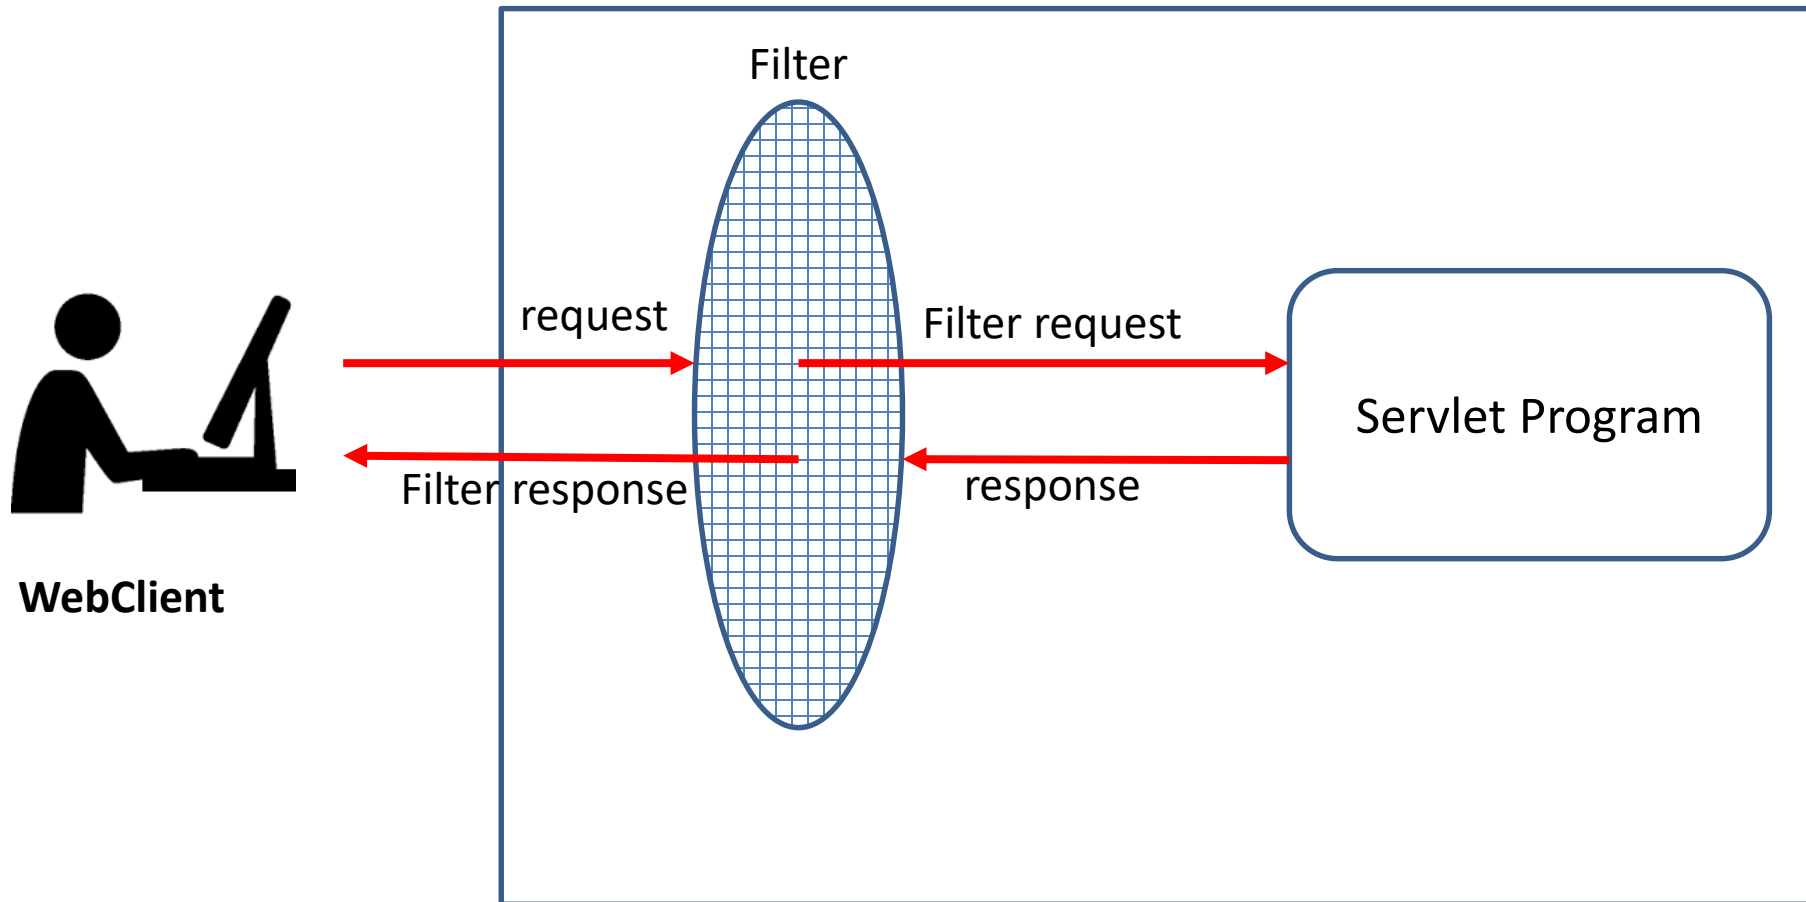 Filter
request
Filter request
Servlet Program
Filter response
response
WebClient